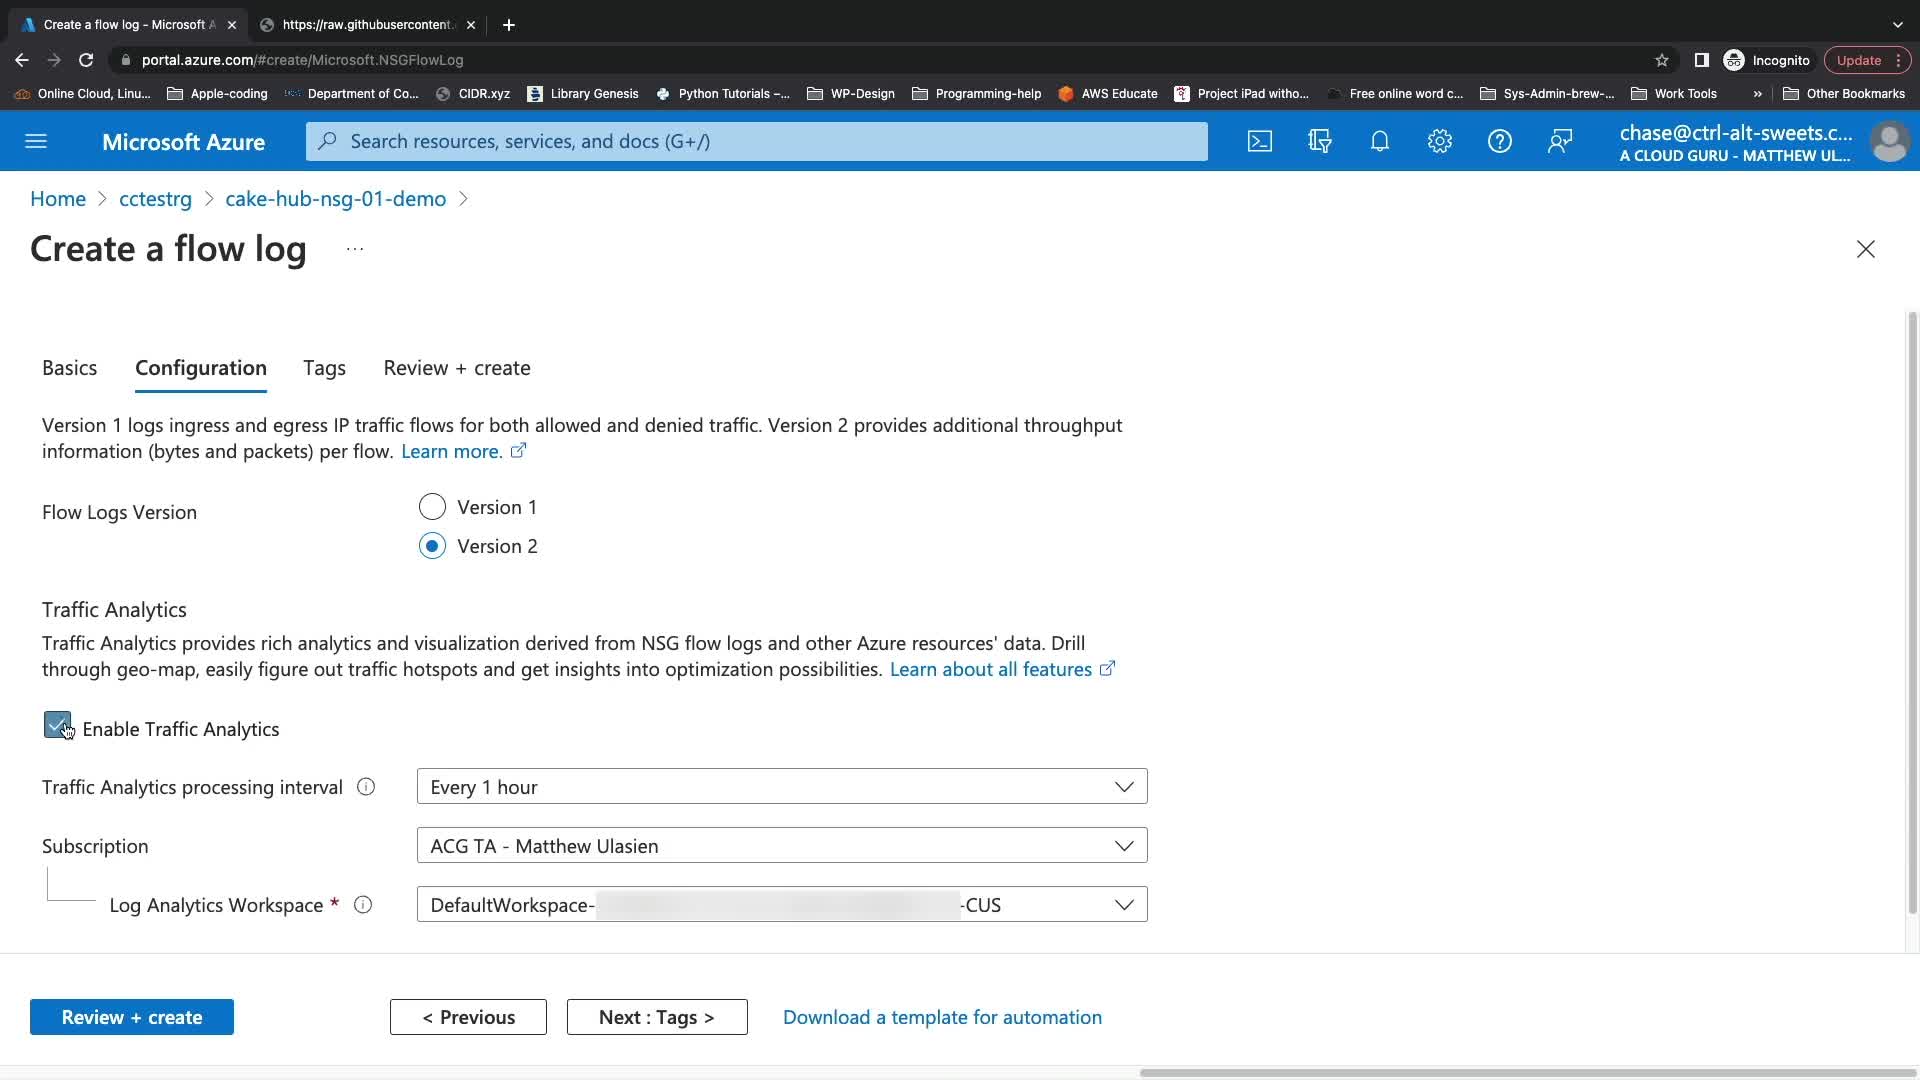 Create a flow log - Microsoft A
https://raw.githubusercontent.
portal.azure.com/#create/Microsoft.NSGFlowLog
Incognito
Update
Online Cloud, Linu...
Apple-coding
Department of Co...
CIDR.xyz
Library Genesis
Python Tutorials –...
WP-Design
Programming-help
AWS Educate
Project iPad witho...
Free online word c...
Sys-Admin-brew-...
Work Tools
»
Other Bookmarks
Microsoft Azure
Search resources, services, and docs (G+/)
chase@ctrl-alt-sweets.c...
A CLOUD GURU - MATTHEW UL...
Home > cctestrg > cake-hub-nsg-01-demo >
Create a flow log ...
Basics
Configuration
Tags
Review + create
Version 1 logs ingress and egress IP traffic flows for both allowed and denied traffic. Version 2 provides additional throughput
information (bytes and packets) per flow. Learn more.
Flow Logs Version
Version 1
Version 2
Traffic Analytics
Traffic Analytics provides rich analytics and visualization derived from NSG flow logs and other Azure resources' data. Drill
through geo-map, easily figure out traffic hotspots and get insights into optimization possibilities. Learn about all features
Enable Traffic Analytics
Traffic Analytics processing interval
Every 1 hour
Subscription
ACG TA - Matthew Ulasien
Log Analytics Workspace *
DefaultWorkspace-
-CUS
Review + create
< Previous
Next : Tags >
Download a template for automation